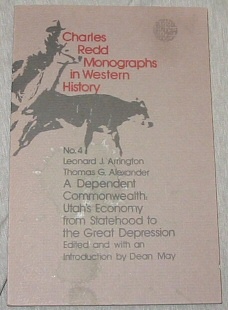 Charles
Redd
Monographs
in Western
History
No. 4
Leonard J. Arrington
Thomas G. Alexander
A Dependent
Commonwealth:
Utah's Economy
from Statehood to
the Great Depression
Edited and with an
Introduction by Dean May